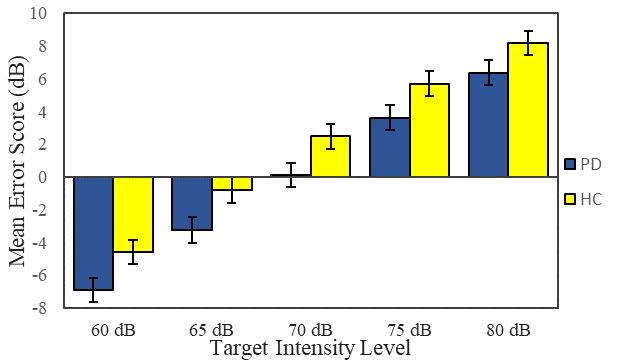 Mean Error Score (dB)
10
8
6
4
2
0
-2
-4
-6
-8
60 dB 65 dB 70 dB 75 dB 80 dB
Target Intensity Level
PD
HC